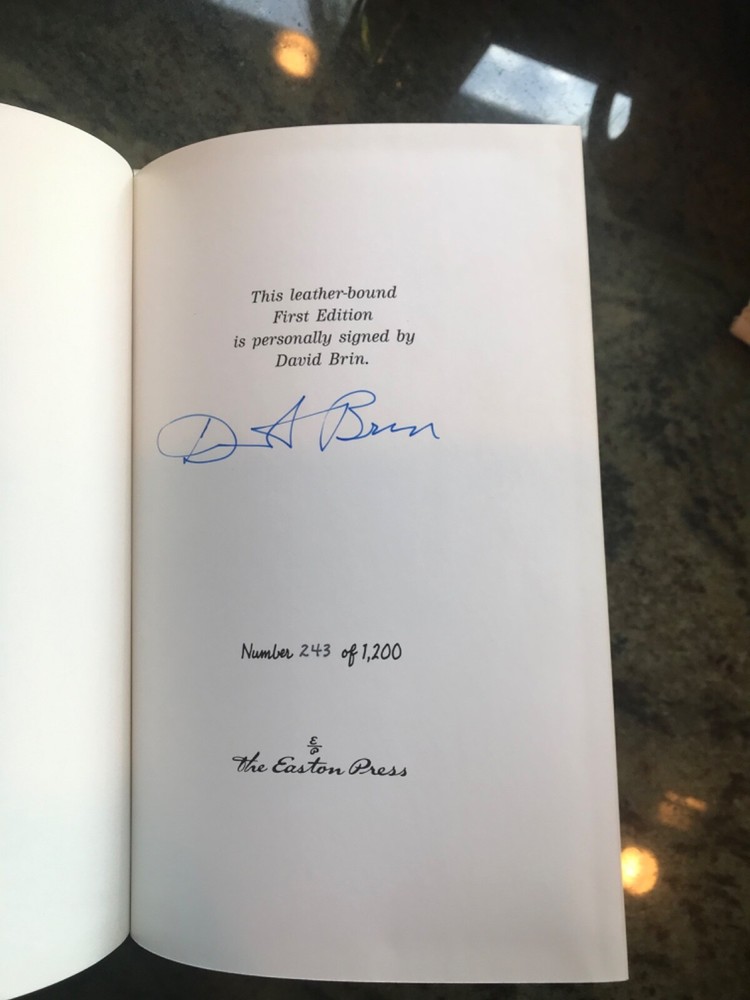 This leather-bound
First Edition
is personally signed by
David Brin.
D A Brin
Number 243 of 1,200
E
P
the Easton Press